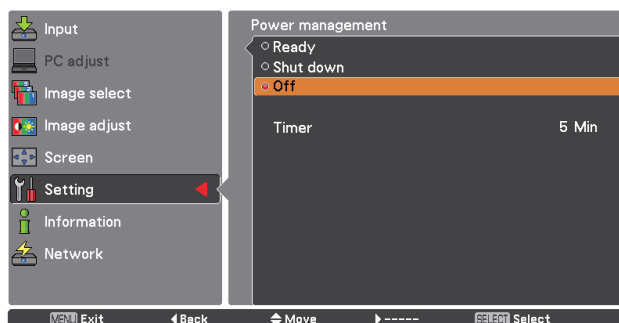 Input
PC adjust
Image select
Image adjust
Screen
Setting
Information
Network
Power management
Ready
Shut down
Off
Timer 5 Min
MENU Exit Back Move ----- SELECT Select